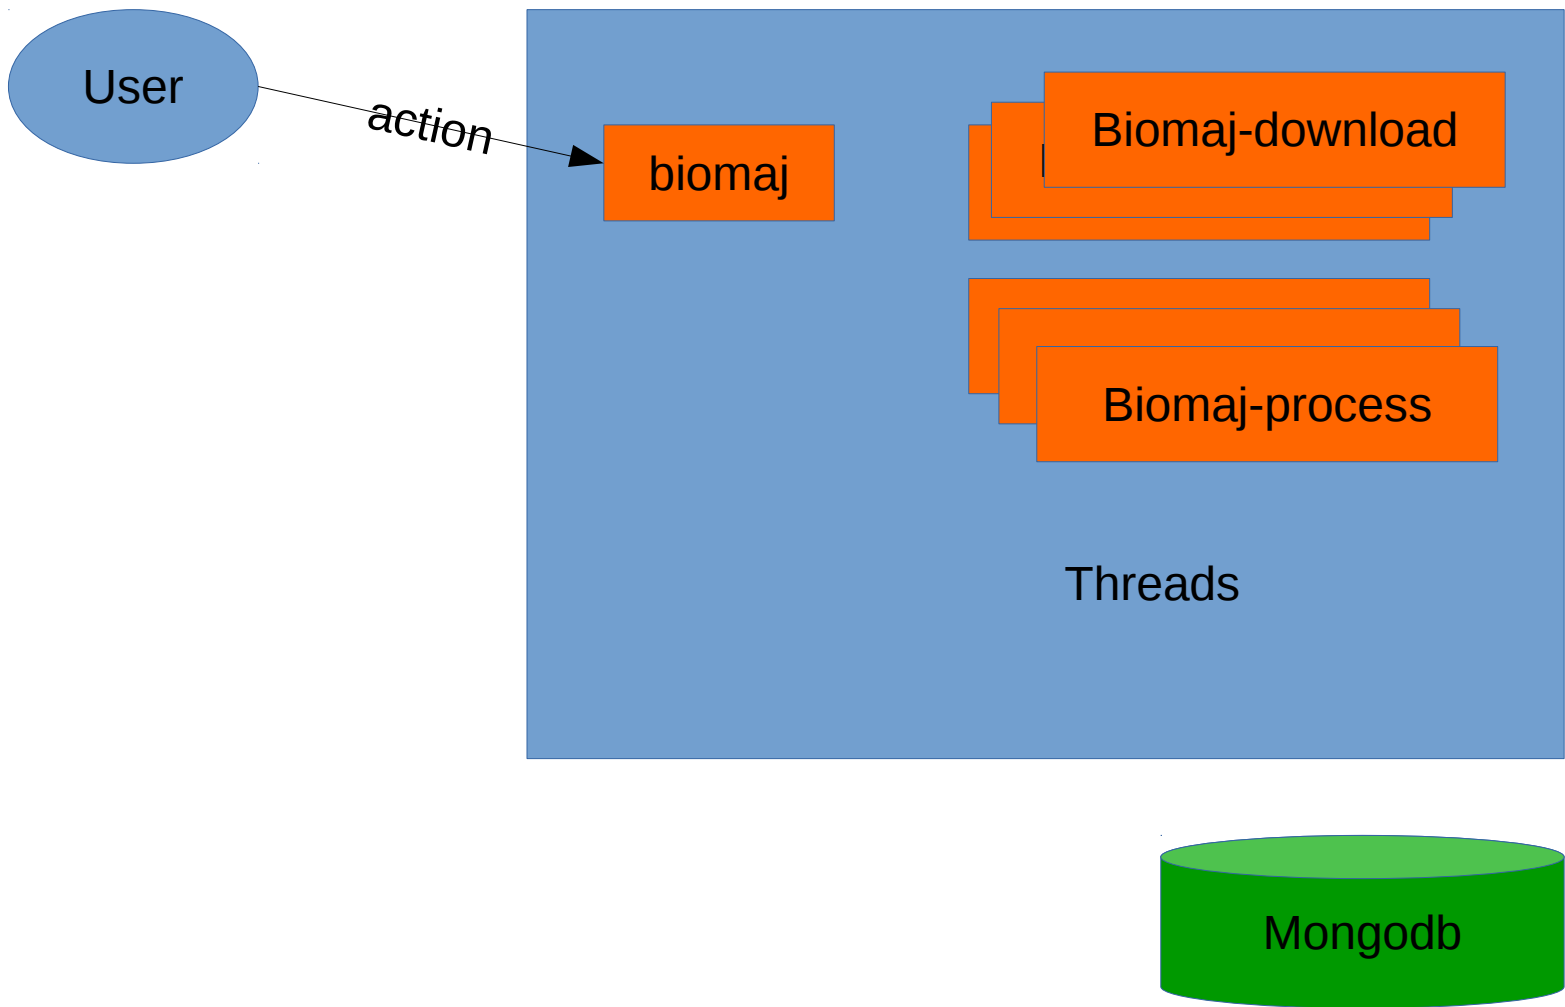 User
action
biomaj
Biomaj-download
Biomaj-process
Threads
Mongodb